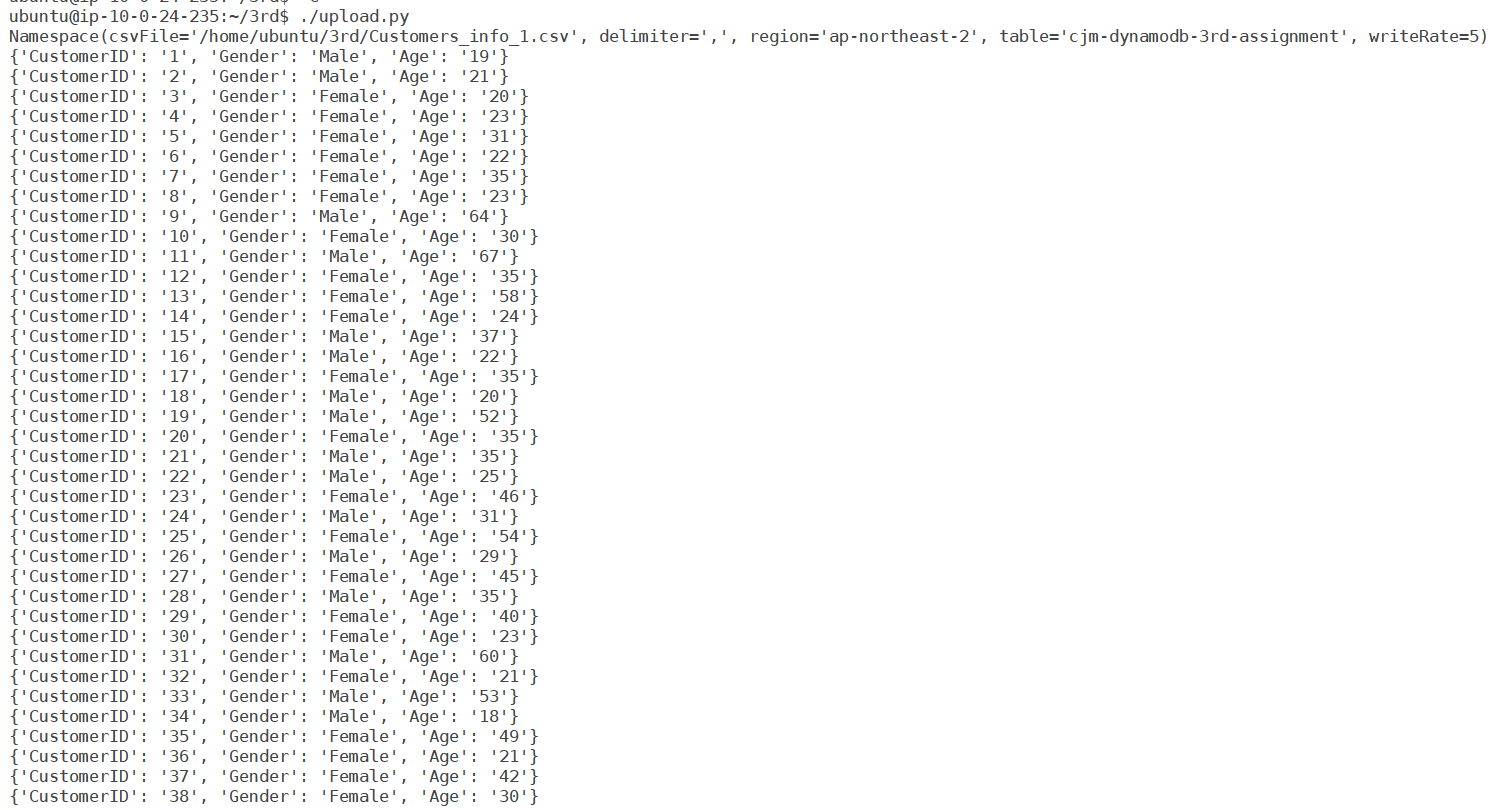 ubuntu@ip-10-0-24-235:~/3rd$ ./upload.py
Namespace(csvFile='/home/ubuntu/3rd/Customers_info_1.csv', delimiter=',', region='ap-northeast-2', table='cjm-dynamodb-3rd-assignment', writeRate=5)
{'CustomerID': '1', 'Gender': 'Male', 'Age': '19'}
{'CustomerID': '2', 'Gender': 'Male', 'Age': '21'}
{'CustomerID': '3', 'Gender': 'Female', 'Age': '20'}
{'CustomerID': '4', 'Gender': 'Female', 'Age': '23'}
{'CustomerID': '5', 'Gender': 'Female', 'Age': '31'}
{'CustomerID': '6', 'Gender': 'Female', 'Age': '22'}
{'CustomerID': '7', 'Gender': 'Female', 'Age': '35'}
{'CustomerID': '8', 'Gender': 'Female', 'Age': '23'}
{'CustomerID': '9', 'Gender': 'Male', 'Age': '64'}
{'CustomerID': '10', 'Gender': 'Female', 'Age': '30'}
{'CustomerID': '11', 'Gender': 'Male', 'Age': '67'}
{'CustomerID': '12', 'Gender': 'Female', 'Age': '35'}
{'CustomerID': '13', 'Gender': 'Female', 'Age': '58'}
{'CustomerID': '14', 'Gender': 'Female', 'Age': '24'}
{'CustomerID': '15', 'Gender': 'Male', 'Age': '37'}
{'CustomerID': '16', 'Gender': 'Male', 'Age': '22'}
{'CustomerID': '17', 'Gender': 'Female', 'Age': '35'}
{'CustomerID': '18', 'Gender': 'Male', 'Age': '20'}
{'CustomerID': '19', 'Gender': 'Male', 'Age': '52'}
{'CustomerID': '20', 'Gender': 'Female', 'Age': '35'}
{'CustomerID': '21', 'Gender': 'Male', 'Age': '35'}
{'CustomerID': '22', 'Gender': 'Male', 'Age': '25'}
{'CustomerID': '23', 'Gender': 'Female', 'Age': '46'}
{'CustomerID': '24', 'Gender': 'Male', 'Age': '31'}
{'CustomerID': '25', 'Gender': 'Female', 'Age': '54'}
{'CustomerID': '26', 'Gender': 'Male', 'Age': '29'}
{'CustomerID': '27', 'Gender': 'Female', 'Age': '45'}
{'CustomerID': '28', 'Gender': 'Male', 'Age': '35'}
{'CustomerID': '29', 'Gender': 'Female', 'Age': '40'}
{'CustomerID': '30', 'Gender': 'Female', 'Age': '23'}
{'CustomerID': '31', 'Gender': 'Male', 'Age': '60'}
{'CustomerID': '32', 'Gender': 'Female', 'Age': '21'}
{'CustomerID': '33', 'Gender': 'Male', 'Age': '53'}
{'CustomerID': '34', 'Gender': 'Male', 'Age': '18'}
{'CustomerID': '35', 'Gender': 'Female', 'Age': '49'}
{'CustomerID': '36', 'Gender': 'Female', 'Age': '21'}
{'CustomerID': '37', 'Gender': 'Female', 'Age': '42'}
{'CustomerID': '38', 'Gender': 'Female', 'Age': '30'}